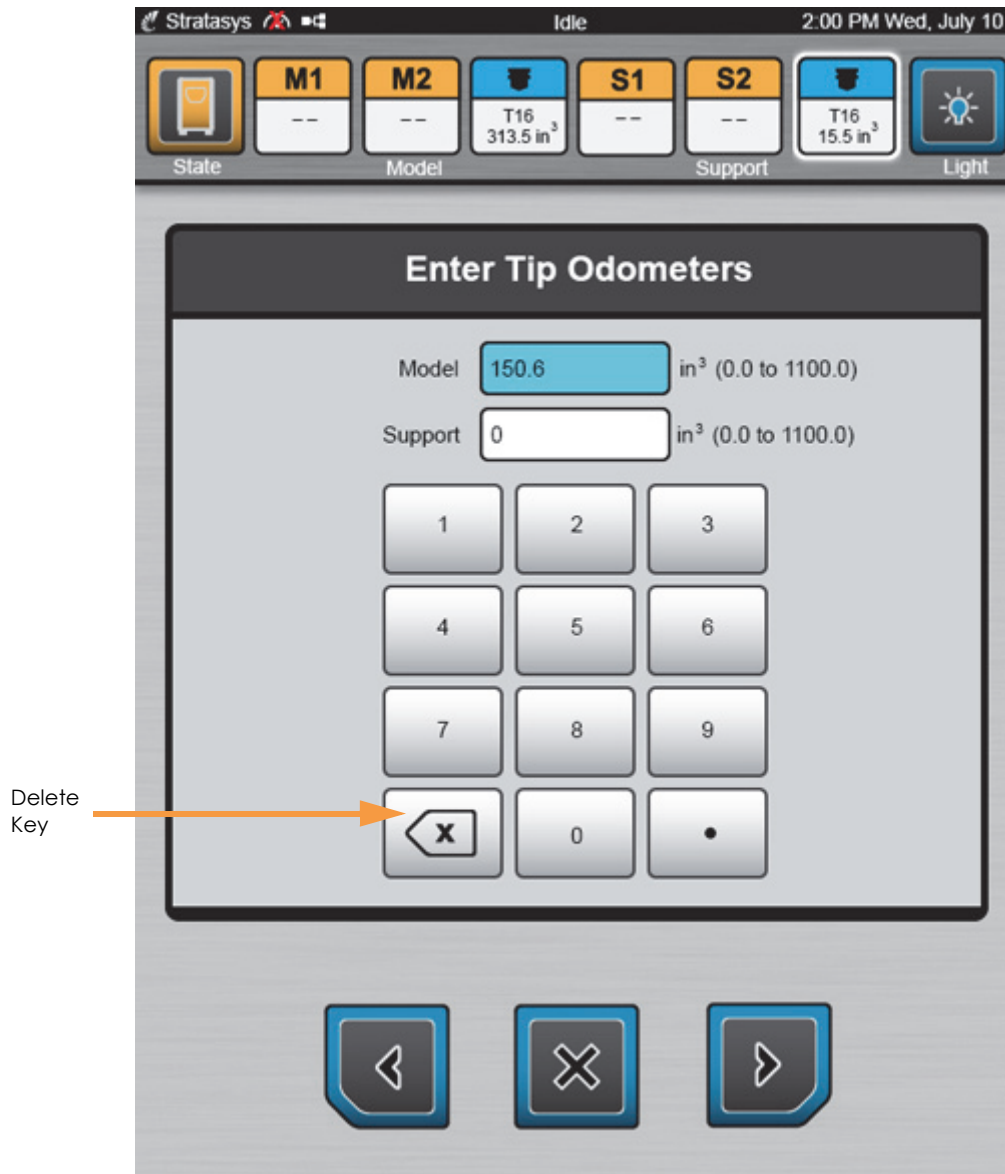 Stratasys Idle 2:00 PM Wed, July 10
M1 M2 S1 S2
-- -- T16 -- -- T16
313.5 in³ 15.5 in³
State Model Support Light
Enter Tip Odometers
Model 150.6 in³ (0.0 to 1100.0)
Support 0 in³ (0.0 to 1100.0)
1 2 3
4 5 6
7 8 9
Delete
Key
X 0 •